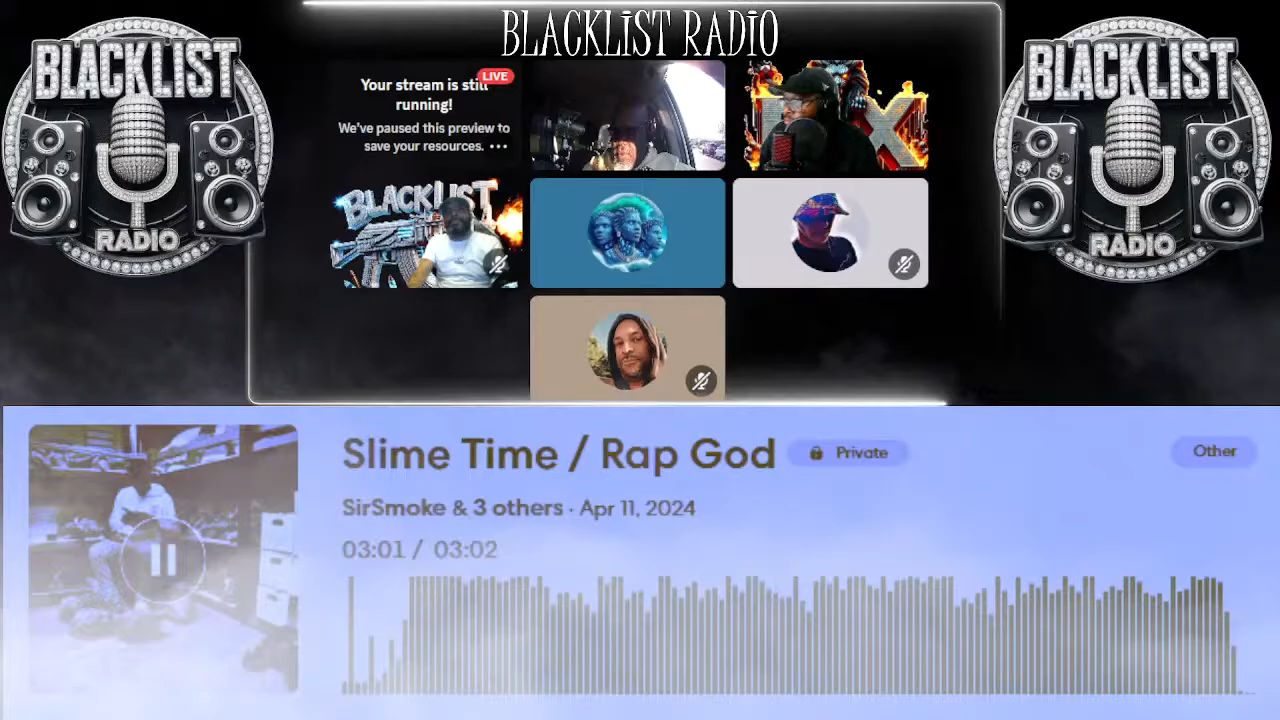 BLACKLiST RADiO
BLACKLIST
RADIO
BLACKLIST
RADIO
LIVE
Your stream is still
running!
We've paused this preview to
save your resources.
BLACKLIST
Slime Time / Rap God
Private
Other
SirSmoke & 3 others · Apr 11, 2024
03:01 / 03:02